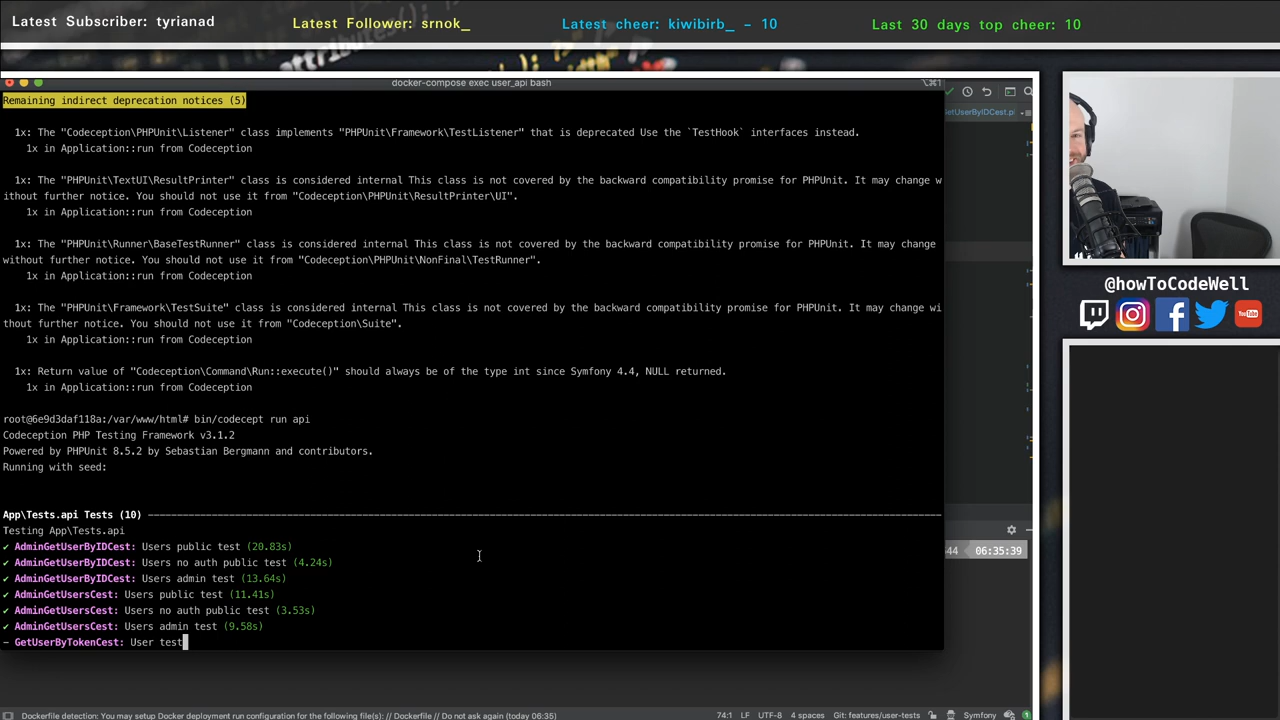 Latest Subscriber: tyrianad
Latest Follower: srnok_
Latest cheer: kiwibirb_ - 10
Last 30 days top cheer: 10
docker-compose exec user_api bash
⌥⌘1
Remaining indirect deprecation notices (5)
1x: The "Codeception\PHPUnit\Listener" class implements "PHPUnit\Framework\TestListener" that is deprecated Use the `TestHook` interfaces instead.
1x in Application::run from Codeception
1x: The "PHPUnit\TextUI\ResultPrinter" class is considered internal This class is not covered by the backward compatibility promise for PHPUnit. It may change w
ithout further notice. You should not use it from "Codeception\PHPUnit\ResultPrinter\UI".
1x in Application::run from Codeception
1x: The "PHPUnit\Runner\BaseTestRunner" class is considered internal This class is not covered by the backward compatibility promise for PHPUnit. It may change
without further notice. You should not use it from "Codeception\PHPUnit\NonFinal\TestRunner".
1x in Application::run from Codeception
1x: The "PHPUnit\Framework\TestSuite" class is considered internal This class is not covered by the backward compatibility promise for PHPUnit. It may change wi
thout further notice. You should not use it from "Codeception\Suite".
1x in Application::run from Codeception
1x: Return value of "Codeception\Command\Run::execute()" should always be of the type int since Symfony 4.4, NULL returned.
1x in Application::run from Codeception
root@6e9d3daf118a:/var/www/html# bin/codecept run api
Codeception PHP Testing Framework v3.1.2
Powered by PHPUnit 8.5.2 by Sebastian Bergmann and contributors.
Running with seed:
App\Tests.api Tests (10)
Testing App\Tests.api
✔ AdminGetUserByIDCest: Users public test (20.83s)
✔ AdminGetUserByIDCest: Users no auth public test (4.24s)
✔ AdminGetUserByIDCest: Users admin test (13.64s)
✔ AdminGetUsersCest: Users public test (11.41s)
✔ AdminGetUsersCest: Users no auth public test (3.53s)
✔ AdminGetUsersCest: Users admin test (9.58s)
- GetUserByTokenCest: User test
GetUserByIDCest.p
44 06:35:39
@howToCodeWell
You Tube
Dockerfile detection: You may setup Docker deployment run configuration for the following file(s): // Dockerfile // Do not ask again (today 06:35)
74:1 LF UTF-8 4 spaces Git: features/user-tests Symfony 1